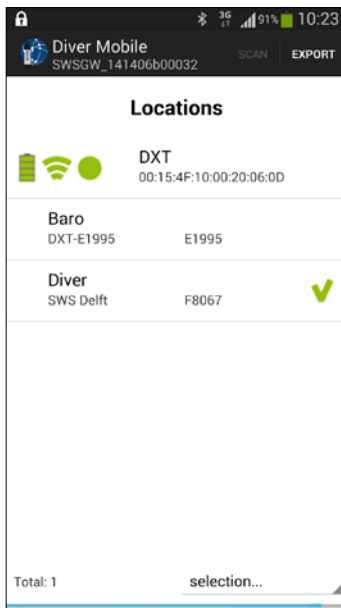 3G 91% 10:23
Diver Mobile
SWSGW_141406b00032 SCAN EXPORT
Locations
DXT
00:15:4F:10:00:20:06:0D
Baro
DXT-E1995 E1995
Diver
SWS Delft F8067
Total: 1 selection...